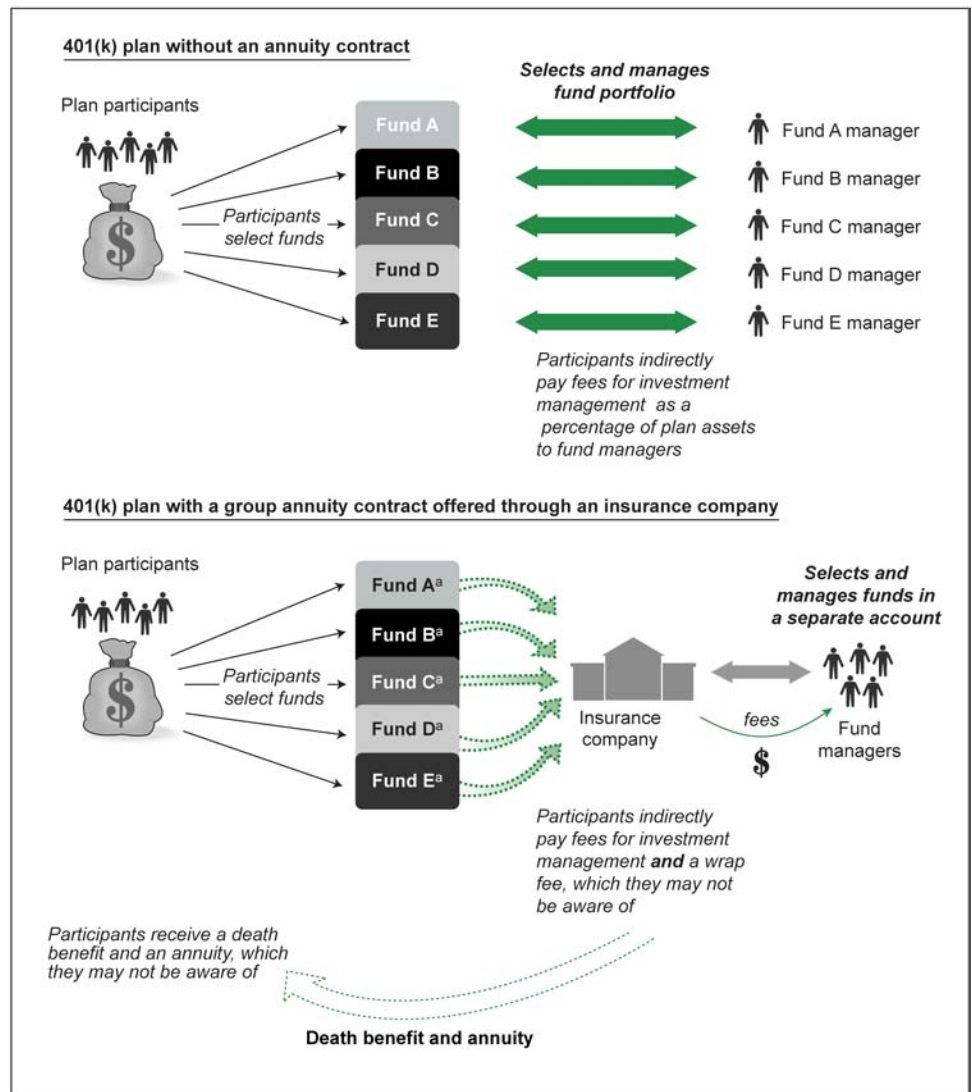 401(k) plan without an annuity contract
Selects and manages
fund portfolio
Plan participants
Fund A
Fund A manager
Fund B
Fund B manager
Participants
select funds
Fund C
Fund C manager
$
Fund D
Fund D manager
Fund E
Fund E manager
Participants indirectly
pay fees for investment
management as a
percentage of plan assets
to fund managers
401(k) plan with a group annuity contract offered through an insurance company
Plan participants
Fund Aᵃ
Selects and
manages funds in
a separate account
Fund Bᵃ
Participants
select funds
Fund Cᵃ
$
Fund Dᵃ
Insurance
company
fees
$
Fund
managers
Fund Eᵃ
Participants indirectly
pay fees for investment
management and a wrap
fee, which they may not
be aware of
Participants receive a death
benefit and an annuity, which
they may not be aware of
Death benefit and annuity